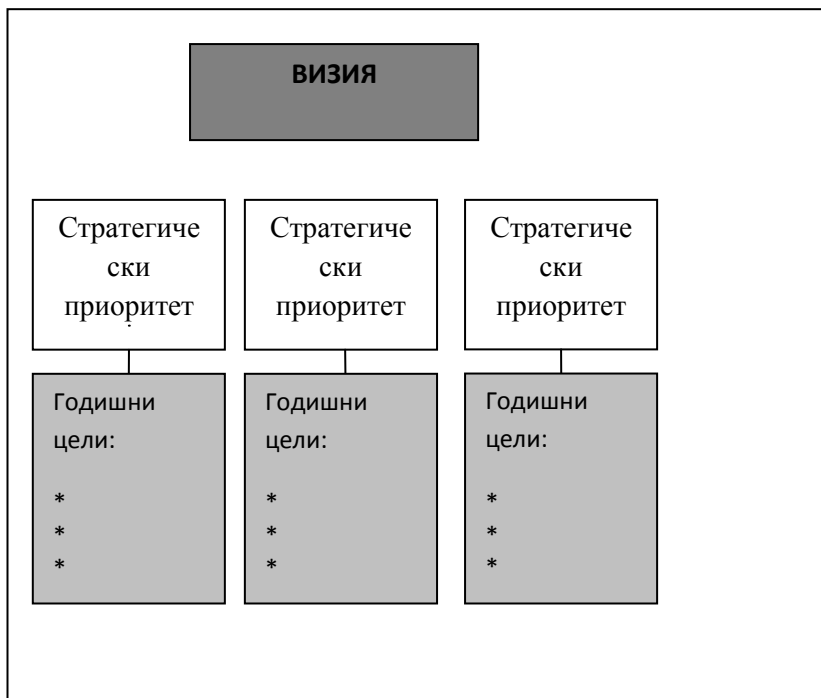 ВИЗИЯ
Стратегиче
ски
приоритет
Стратегиче
ски
приоритет
Стратегиче
ски
приоритет
Годишни
цели:
*
*
*
Годишни
цели:
*
*
*
Годишни
цели:
*
*
*